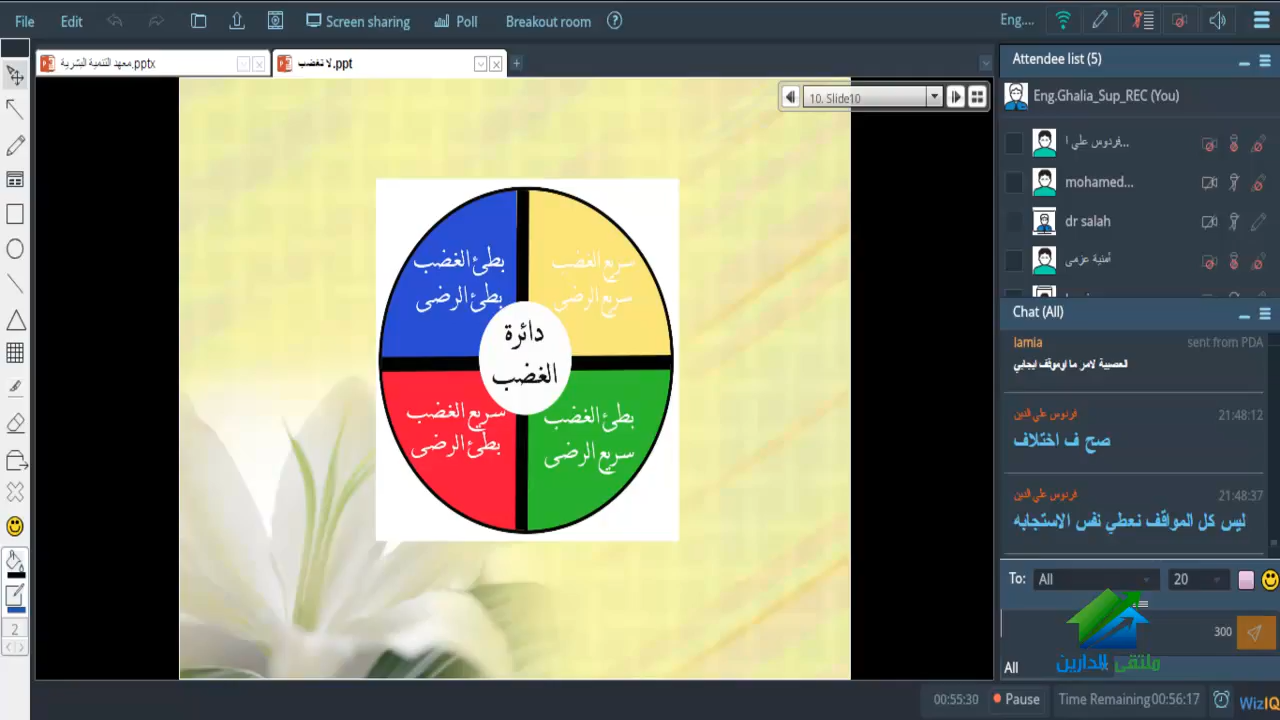 File Edit Screen sharing Poll Breakout room ? Eng....
معهد التنمية البشرية.pptx
لا تغضب.ppt
10. Slide10
بطئ الغضب
بطئ الرضى
سريع الغضب
سريع الرضى
دائرة
الغضب
سريع الغضب
بطئ الرضى
بطئ الغضب
سريع الرضى
Attendee list (5)
Eng.Ghalia_Sup_REC (You)
فردوس علي ا...
mohamed...
dr salah
أمنية عزمى
Chat (All)
lamia sent from PDA
العصبية لامر ما اوموقف ايجابي
فردوس علي الدين 21:48:12
صح ف اختلاف
فردوس علي الدين 21:48:37
ليس كل المواقف نعطي نفس الاستجابه
To: All 20
300
ملتقى الدارين
All
2
00:55:30 Pause Time Remaining 00:56:17 WizIQ